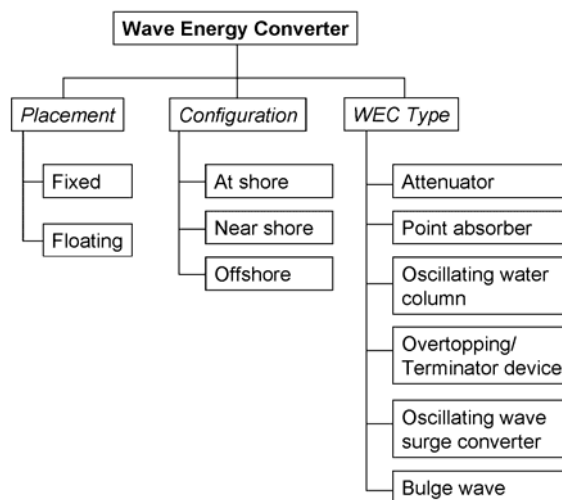 Wave Energy Converter
Placement
Configuration
WEC Type
Fixed
Floating
At shore
Near shore
Offshore
Attenuator
Point absorber
Oscillating water
column
Overtopping/
Terminator device
Oscillating wave
surge converter
Bulge wave